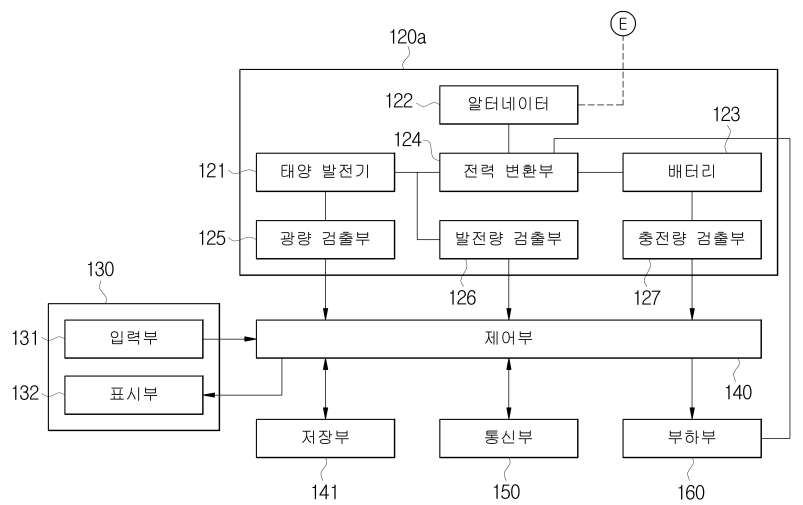 E
120a
122
알터네이터
123
124
121
태양 발전기
전력 변환부
배터리
125
광량 검출부
발전량 검출부
충전량 검출부
126
127
130
131
입력부
제어부
132
표시부
140
저장부
통신부
부하부
141
150
160